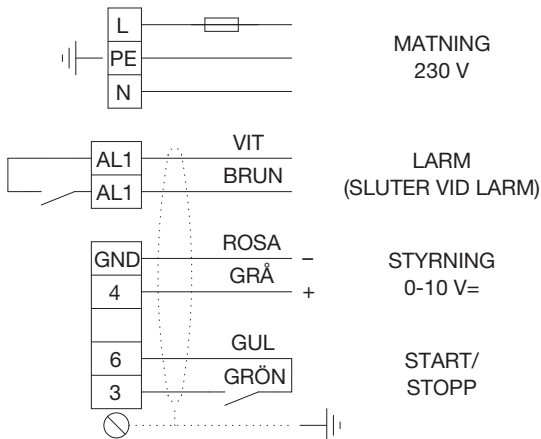 L
PE
N
MATNING
230 V
AL1
AL1
VIT
BRUN
LARM
(SLUTER VID LARM)
GND
4
ROSA
GRÅ
–
+
STYRNING
0-10 V=
6
3
GUL
GRÖN
START/
STOPP